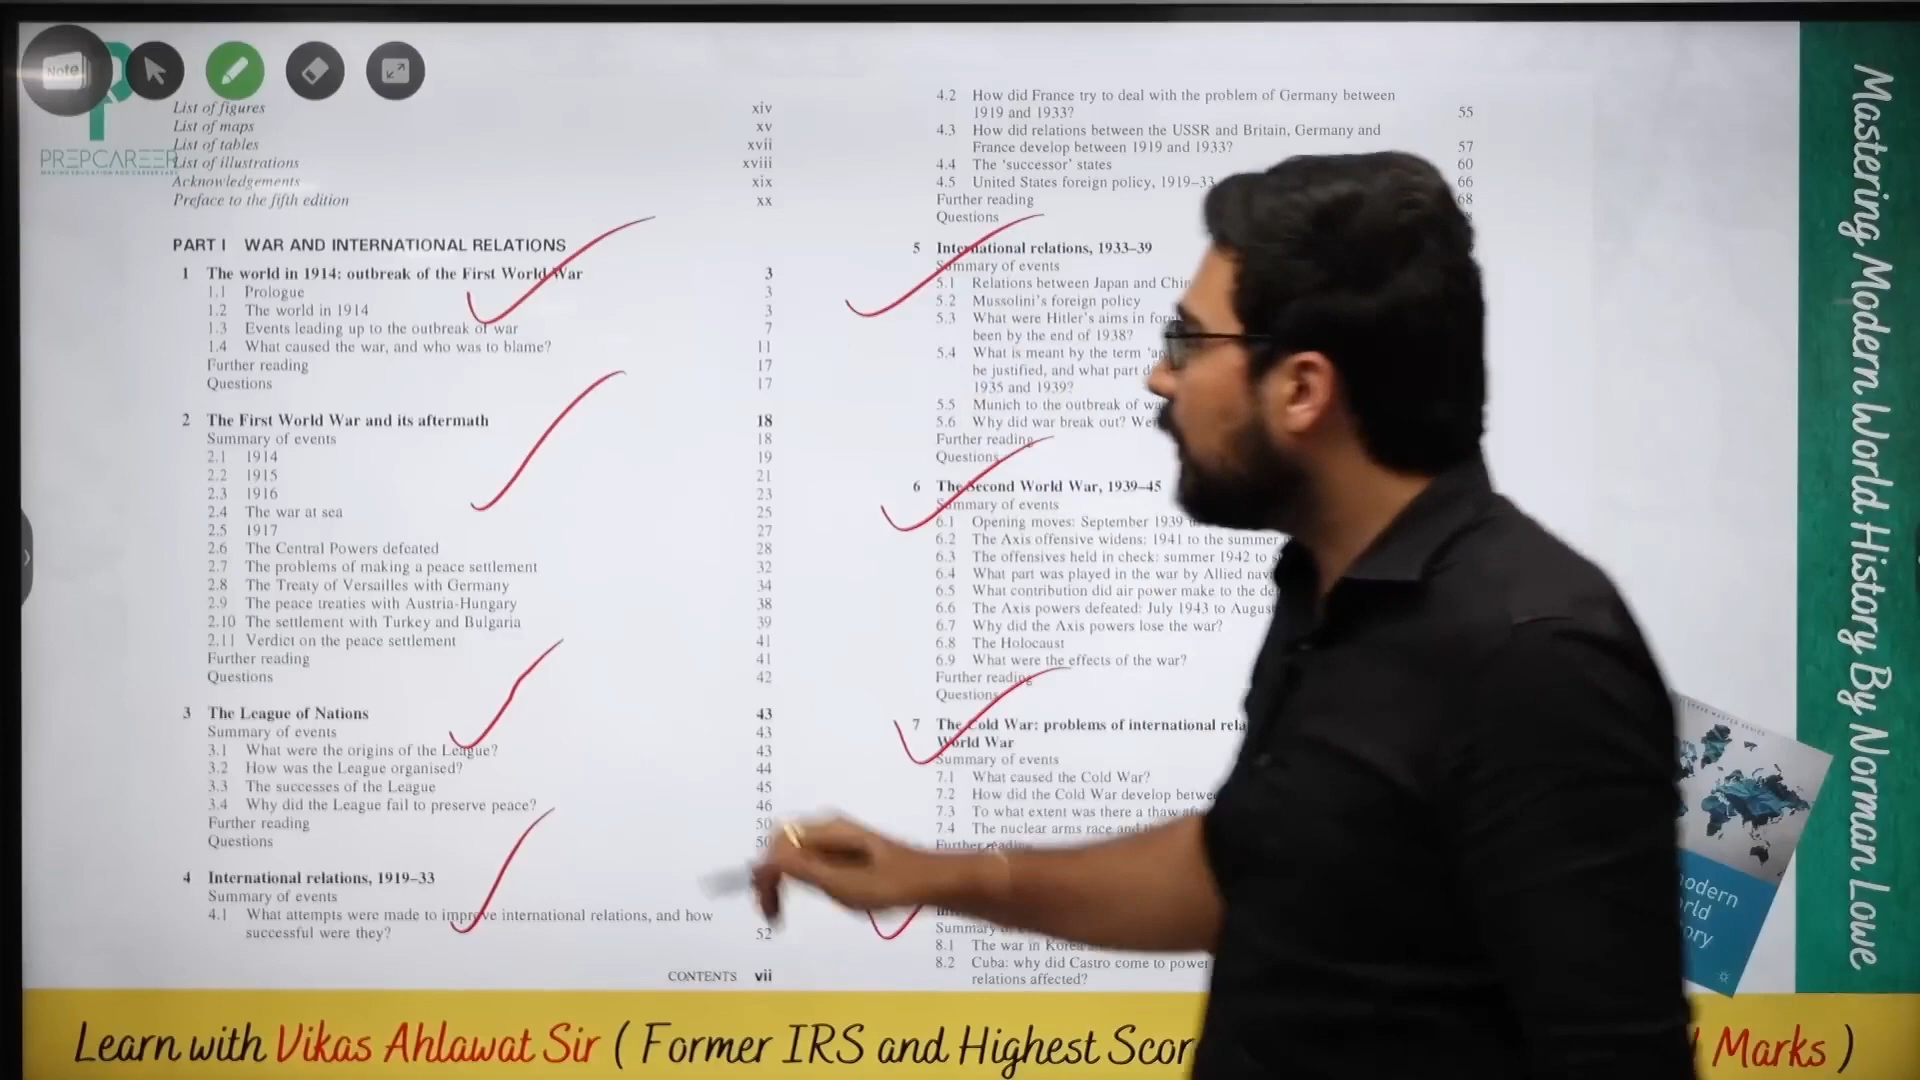 Note
PREPCAREER
List of figures xiv
List of maps xv
List of tables xvii
List of illustrations xviii
Acknowledgements xix
Preface to the fifth edition xx
PART I WAR AND INTERNATIONAL RELATIONS
1 The world in 1914: outbreak of the First World War 3
1.1 Prologue 3
1.2 The world in 1914 3
1.3 Events leading up to the outbreak of war 7
1.4 What caused the war, and who was to blame? 11
Further reading 17
Questions 17
2 The First World War and its aftermath 18
Summary of events 18
2.1 1914 19
2.2 1915 21
2.3 1916 23
2.4 The war at sea 25
2.5 1917 27
2.6 The Central Powers defeated 28
2.7 The problems of making a peace settlement 32
2.8 The Treaty of Versailles with Germany 34
2.9 The peace treaties with Austria-Hungary 38
2.10 The settlement with Turkey and Bulgaria 39
2.11 Verdict on the peace settlement 41
Further reading 41
Questions 42
3 The League of Nations 43
Summary of events 43
3.1 What were the origins of the League? 43
3.2 How was the League organised? 44
3.3 The successes of the League 45
3.4 Why did the League fail to preserve peace? 46
Further reading 50
Questions 50
4 International relations, 1919–33
Summary of events
4.1 What attempts were made to improve international relations, and how
successful were they? 52
CONTENTS vii
4.2 How did France try to deal with the problem of Germany between
1919 and 1933? 55
4.3 How did relations between the USSR and Britain, Germany and
France develop between 1919 and 1933? 57
4.4 The ‘successor’ states 60
4.5 United States foreign policy, 1919–33 66
Further reading 68
Questions
5 International relations, 1933–39
Summary of events
5.1 Relations between Japan and
5.2 Mussolini’s foreign policy
5.3 What were Hitler’s aims in
been by the end of 1938?
5.4 What is meant by the term
be justified, and what part
1935 and 1939?
5.5 Munich to the outbreak of
5.6 Why did war break out?
Further reading
Questions
6 The Second World War, 1939–45
Summary of events
6.1 Opening moves: September 1939
6.2 The Axis offensive widens: 1941 to the summer
6.3 The offensives held in check: summer 1942 to
6.4 What part was played in the war by Allied
6.5 What contribution did air power make to the
6.6 The Axis powers defeated: July 1943 to
6.7 Why did the Axis powers lose the war?
6.8 The Holocaust
6.9 What were the effects of the war?
Further reading
Questions
7 The Cold War: problems of international
World War
Summary of events
7.1 What caused the Cold War?
7.2 How did the Cold War develop
7.3 To what extent was there a thaw
7.4 The nuclear arms race and
Further
Summary
8.1 The war in Korea
8.2 Cuba: why did Castro come to power
relations affected?
Mastering Modern World History By Norman Lowe
Learn with Vikas Ahlawat Sir ( Former IRS and Highest
Marks )